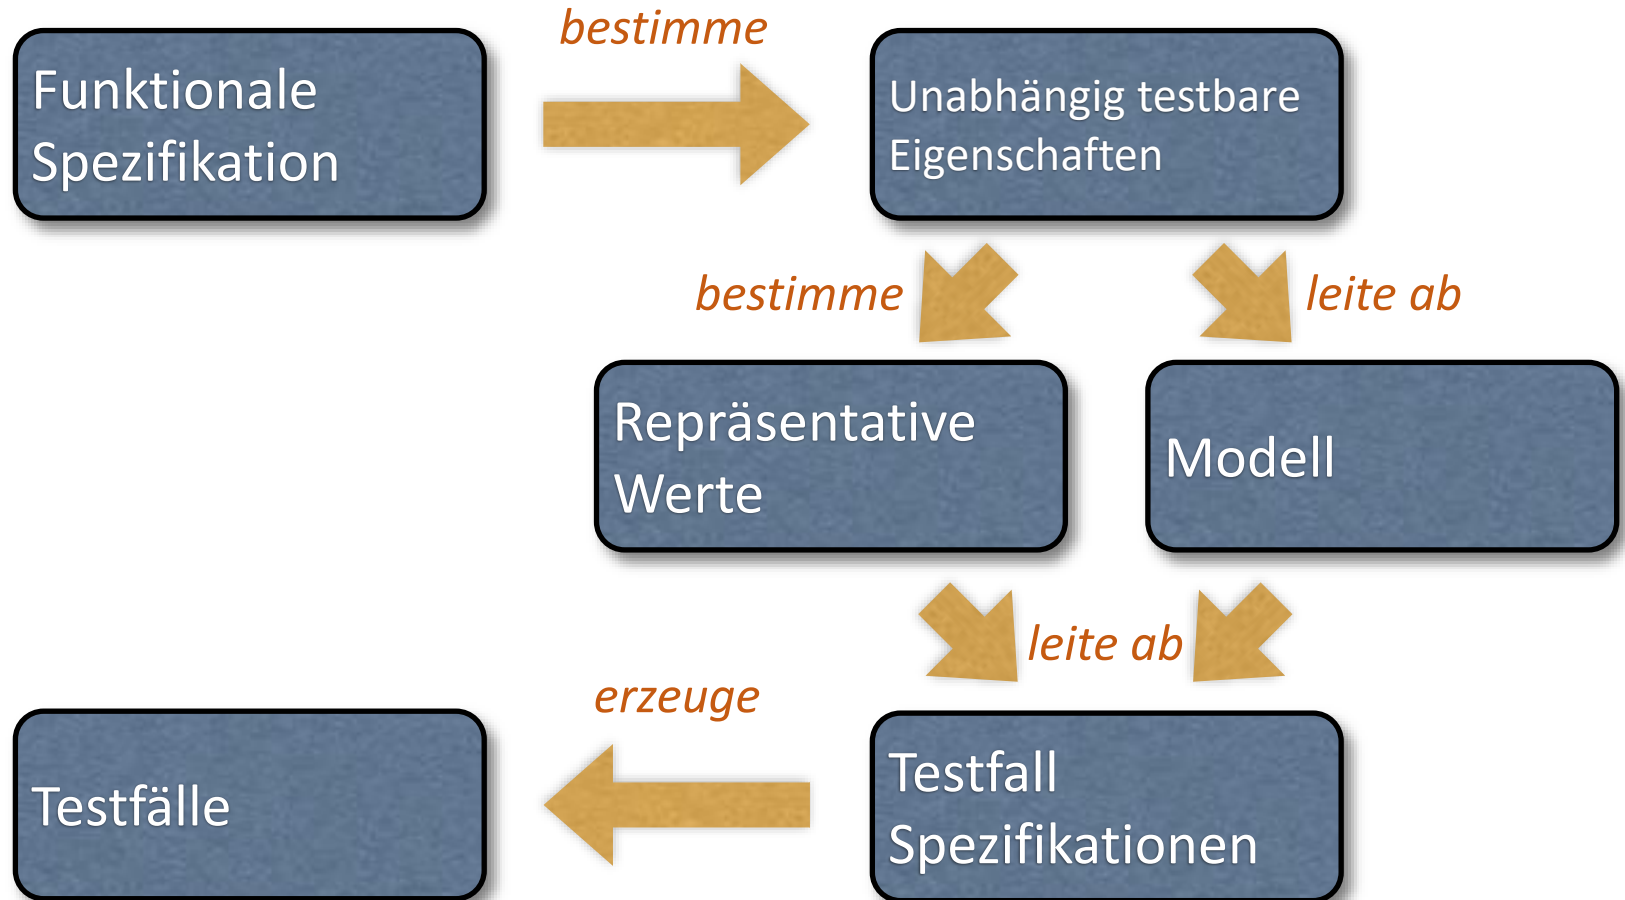 bestimme
Funktionale
Spezifikation
Unabhängig testbare
Eigenschaften
bestimme
leite ab
Repräsentative
Werte
Modell
leite ab
erzeuge
Testfälle
Testfall
Spezifikationen